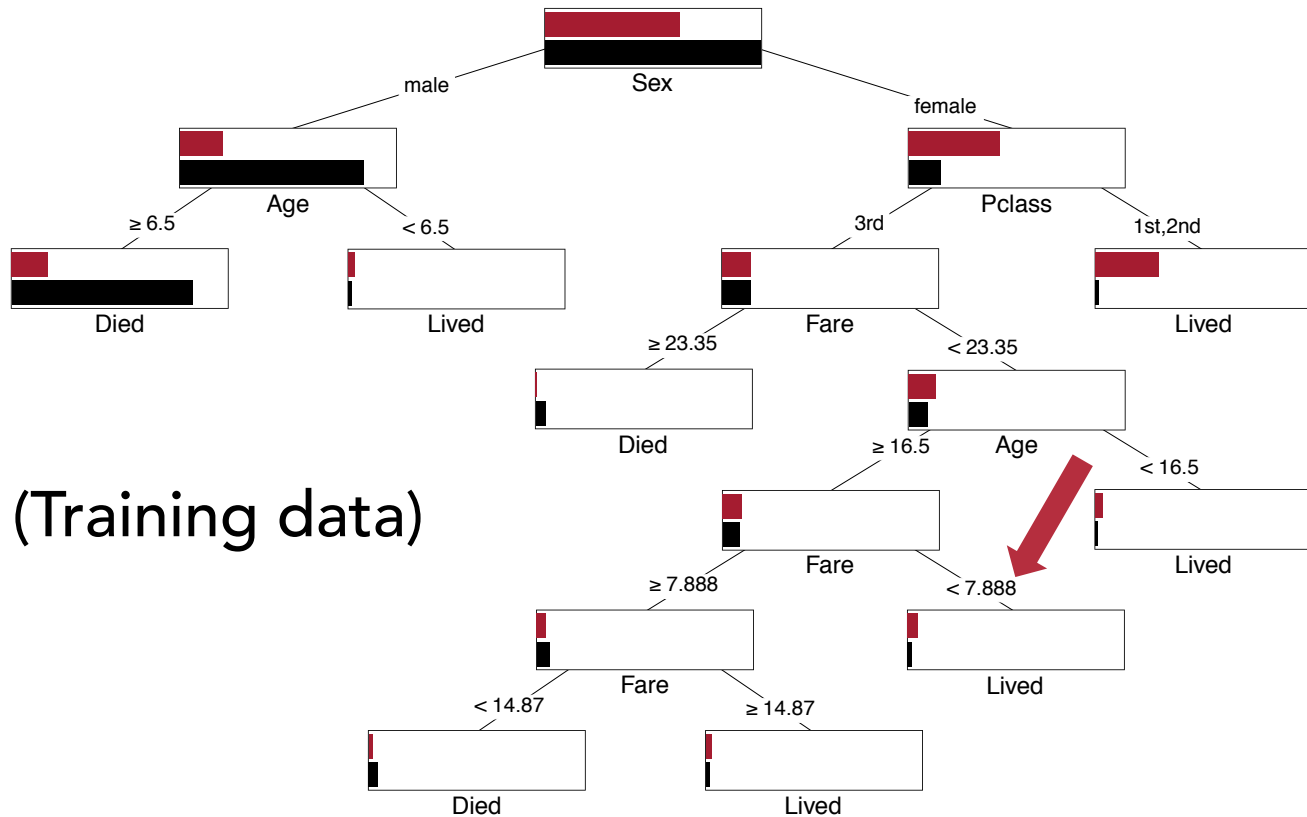 Sex
male
female
Age
Pclass
≥ 6.5
< 6.5
3rd
1st,2nd
Died
Lived
Fare
Lived
≥ 23.35
< 23.35
Died
Age
≥ 16.5
< 16.5
(Training data)
Fare
Lived
≥ 7.888
< 7.888
Fare
Lived
< 14.87
≥ 14.87
Died
Lived